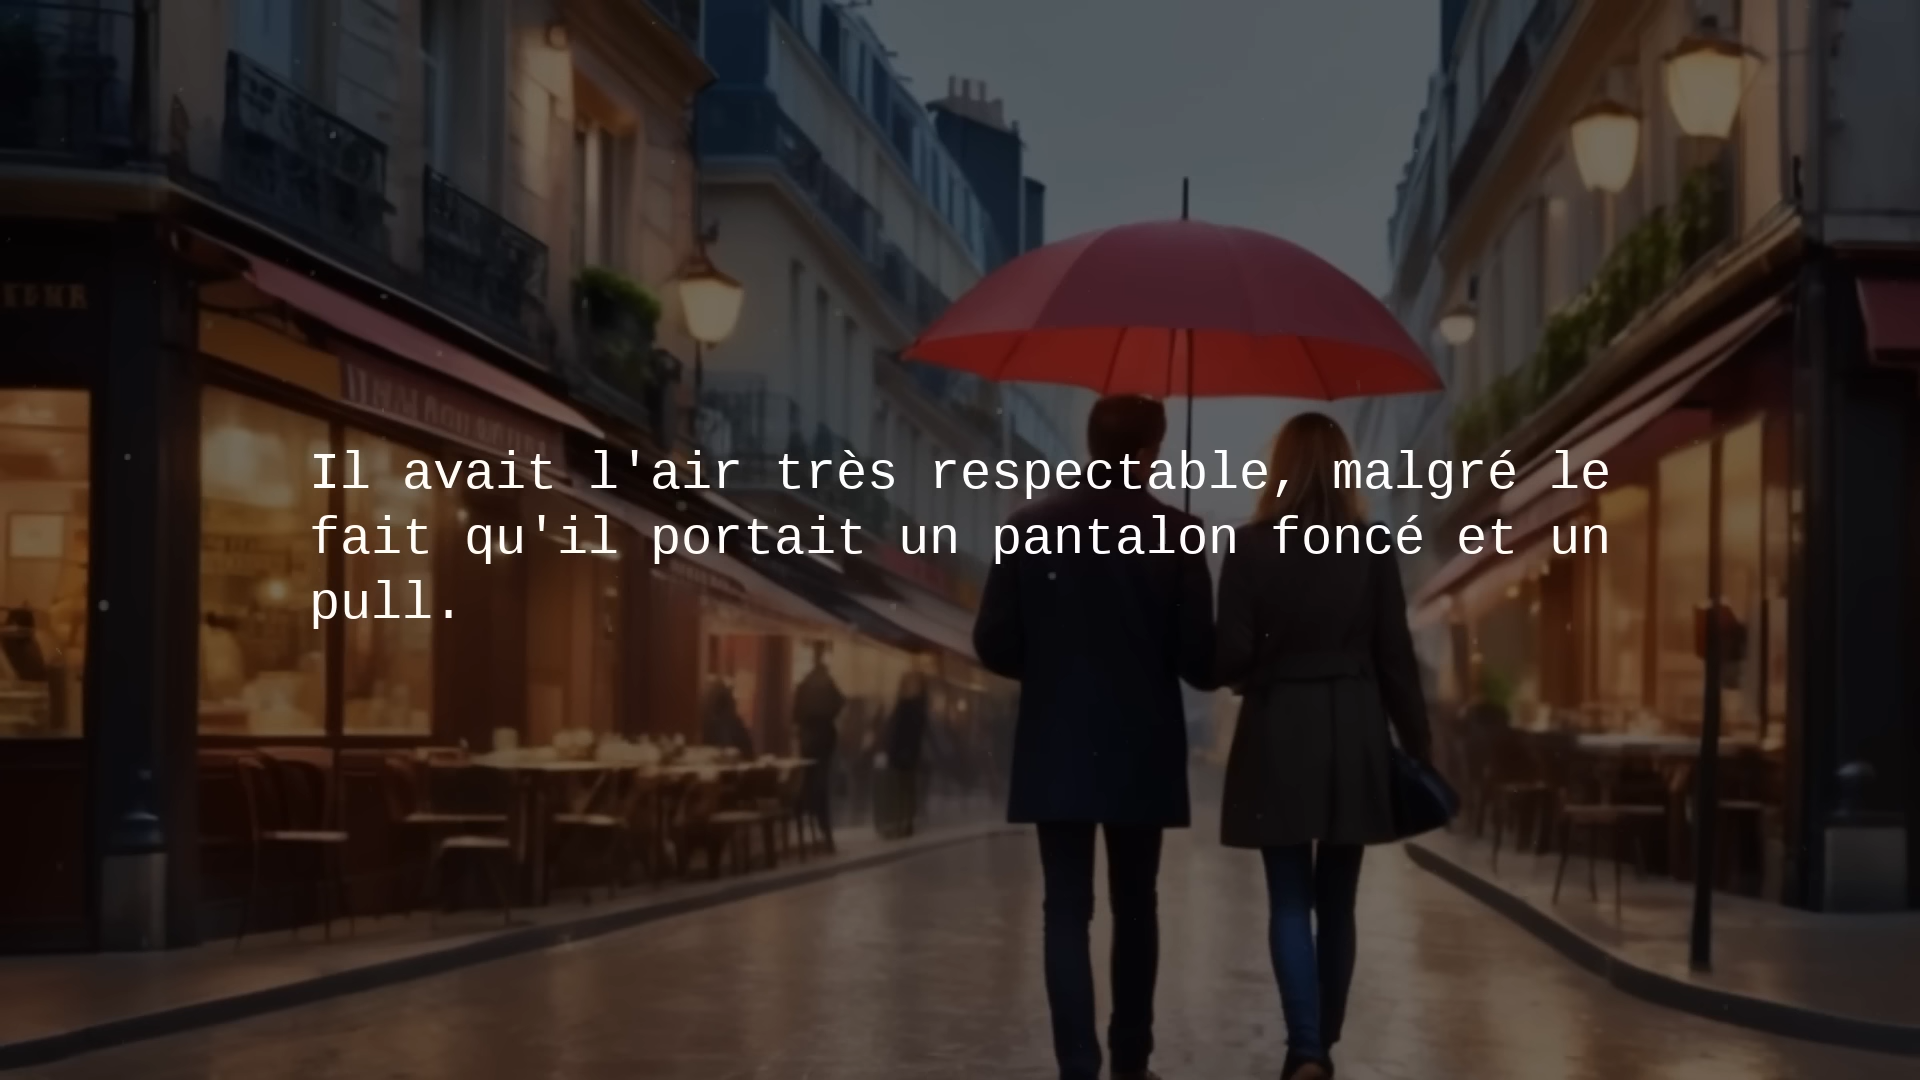 Il avait l'air très respectable, malgré le
fait qu'il portait un pantalon foncé et un
pull.